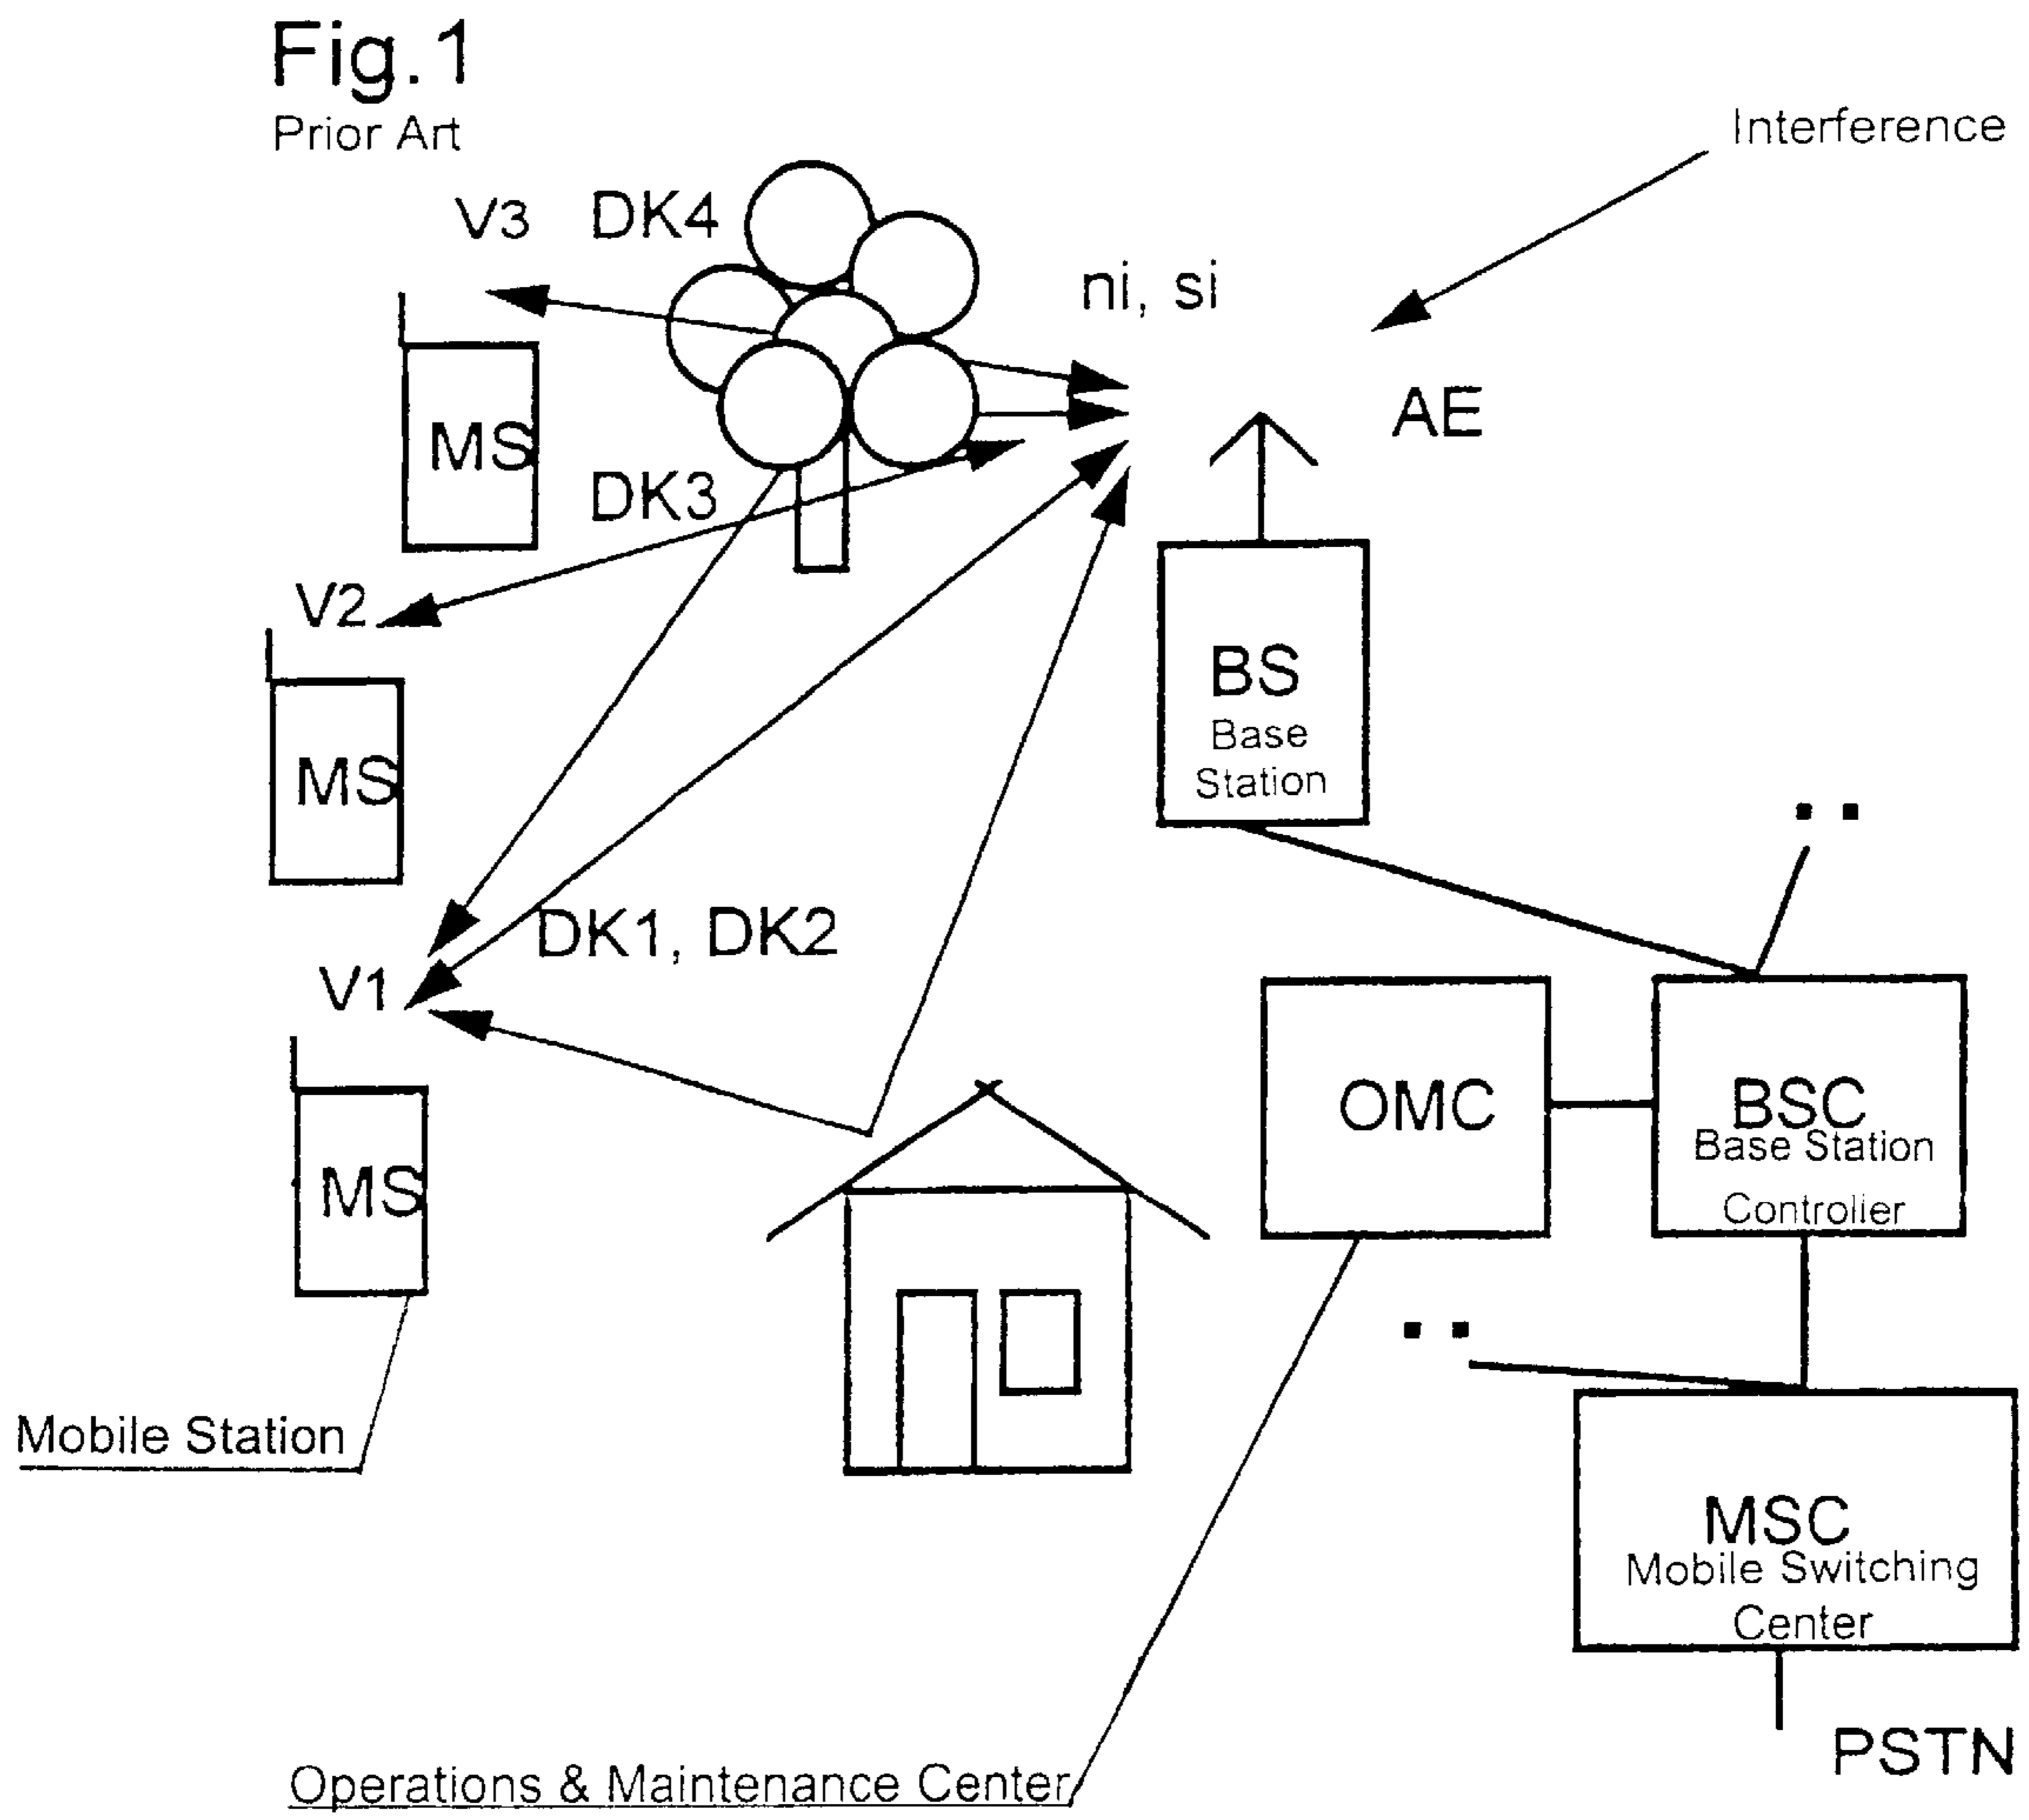 Fig.1
Prior Art
Interference
V3 DK4
ni, si
AE
MS
DK3
V2
BS
Base
Station
MS
DK1, DK2
V1
OMC
BSC
Base Station
Controller
MS
Mobile Station
MSC
Mobile Switching
Center
PSTN
Operations & Maintenance Center